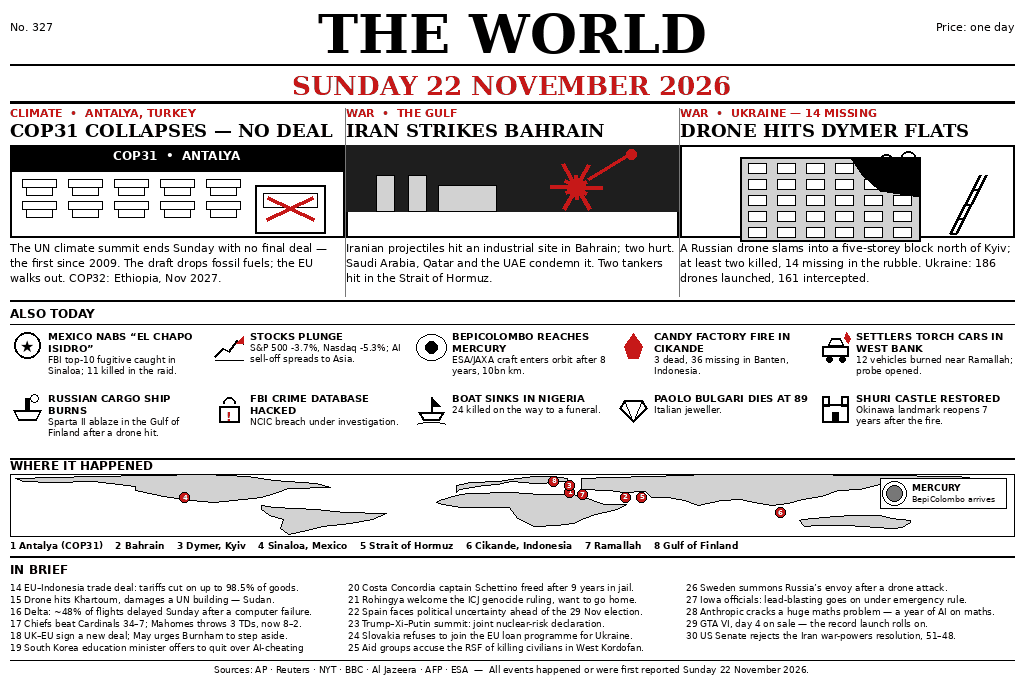 No. 327
THE WORLD
Price: one day
SUNDAY 22 NOVEMBER 2026
CLIMATE • ANTALYA, TURKEY
COP31 COLLAPSES — NO DEAL
COP31 • ANTALYA
The UN climate summit ends Sunday with no final deal —
the first since 2009. The draft drops fossil fuels; the EU
walks out. COP32: Ethiopia, Nov 2027.
WAR • THE GULF
IRAN STRIKES BAHRAIN
Iranian projectiles hit an industrial site in Bahrain; two hurt.
Saudi Arabia, Qatar and the UAE condemn it. Two tankers
hit in the Strait of Hormuz.
WAR • UKRAINE — 14 MISSING
DRONE HITS DYMER FLATS
A Russian drone slams into a five-storey block north of Kyiv;
at least two killed, 14 missing in the rubble. Ukraine: 186
drones launched, 161 intercepted.
ALSO TODAY
MEXICO NABS “EL CHAPO
ISIDRO”
FBI top-10 fugitive caught in
Sinaloa; 11 killed in the raid.
STOCKS PLUNGE
S&P 500 -3.7%, Nasdaq -5.3%; AI
sell-off spreads to Asia.
BEPICOLOMBO REACHES
MERCURY
ESA/JAXA craft enters orbit after 8
years, 10bn km.
CANDY FACTORY FIRE IN
CIKANDE
3 dead, 36 missing in Banten,
Indonesia.
SETTLERS TORCH CARS IN
WEST BANK
12 vehicles burned near Ramallah;
probe opened.
RUSSIAN CARGO SHIP
BURNS
Sparta II ablaze in the Gulf of
Finland after a drone hit.
!
FBI CRIME DATABASE
HACKED
NCIC breach under investigation.
BOAT SINKS IN NIGERIA
24 killed on the way to a funeral.
PAOLO BULGARI DIES AT 89
Italian jeweller.
SHURI CASTLE RESTORED
Okinawa landmark reopens 7
years after the fire.
WHERE IT HAPPENED
8
3
1
7
2
5
4
6
MERCURY
BepiColombo arrives
1 Antalya (COP31) 2 Bahrain 3 Dymer, Kyiv 4 Sinaloa, Mexico 5 Strait of Hormuz 6 Cikande, Indonesia 7 Ramallah 8 Gulf of Finland
IN BRIEF
14 EU–Indonesia trade deal: tariffs cut on up to 98.5% of goods.
15 Drone hits Khartoum, damages a UN building — Sudan.
16 Delta: ~48% of flights delayed Sunday after a computer failure.
17 Chiefs beat Cardinals 34–7; Mahomes throws 3 TDs, now 8–2.
18 UK–EU sign a new deal; May urges Burnham to step aside.
19 South Korea education minister offers to quit over AI-cheating
20 Costa Concordia captain Schettino freed after 9 years in jail.
21 Rohingya welcome the ICJ genocide ruling, want to go home.
22 Spain faces political uncertainty ahead of the 29 Nov election.
23 Trump–Xi–Putin summit: joint nuclear-risk declaration.
24 Slovakia refuses to join the EU loan programme for Ukraine.
25 Aid groups accuse the RSF of killing civilians in West Kordofan.
26 Sweden summons Russia’s envoy after a drone attack.
27 Iowa officials: lead-blasting goes on under emergency rule.
28 Anthropic cracks a huge maths problem — a year of AI on maths.
29 GTA VI, day 4 on sale — the record launch rolls on.
30 US Senate rejects the Iran war-powers resolution, 51–48.
Sources: AP · Reuters · NYT · BBC · Al Jazeera · AFP · ESA — All events happened or were first reported Sunday 22 November 2026.